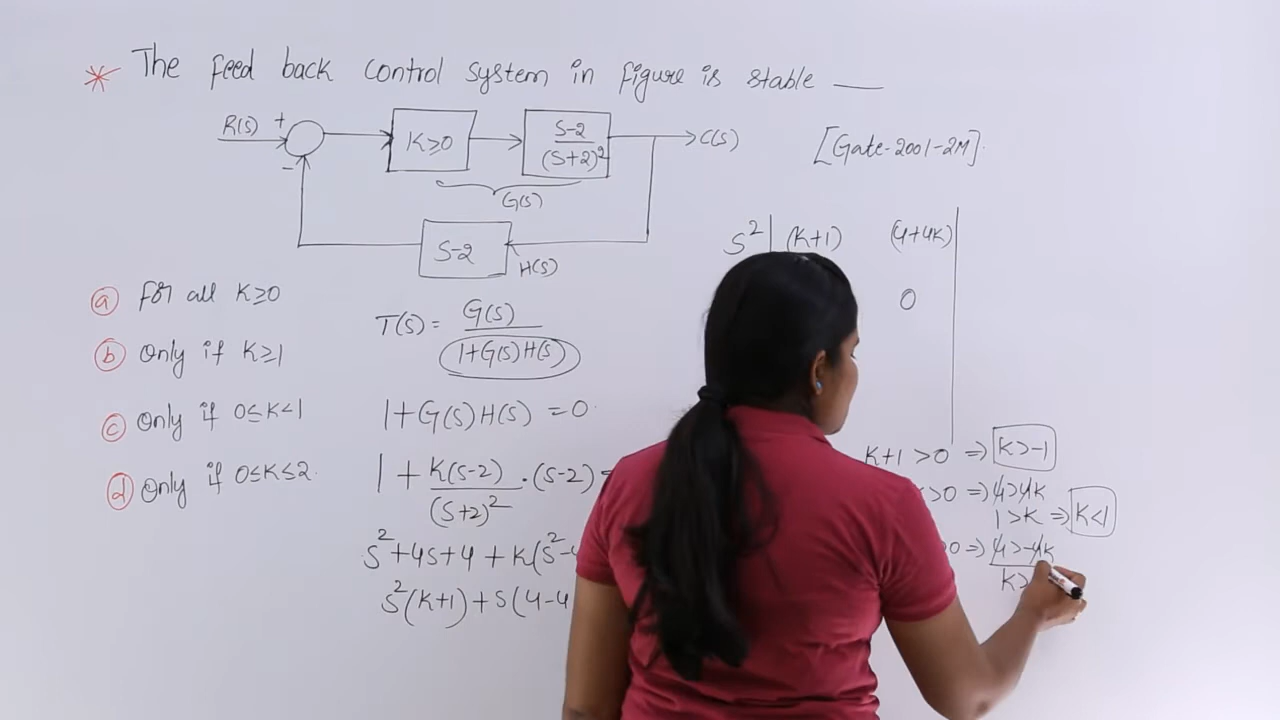 * The feed back control system in figure is stable ___
R(S) + K≥0 S-2 / (S+2)² C(S)
[Gate-2001-2M].
-
G(S)
S-2
H(S)
ⓐ for all K≥0
ⓑ Only if K≥1
ⓒ Only if 0≤K<1
ⓓ Only if 0≤K≤2.
T(S) = G(S) / 1+G(S)H(S)
1+G(S)H(S) = 0.
1 + K(S-2) / (S+2)² . (S-2) =
S²+4S+4 + K(S²-4
S²(K+1) + S(4-4
S² | (K+1) (4+4K)
0
K+1 >0 ⇒ K>-1
K>0 ⇒ 4>4K
1>K ⇒ K<1
>0 ⇒ 4>-4K
K>